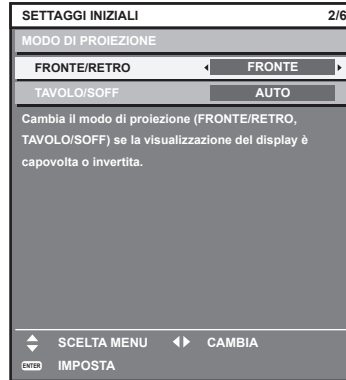 SETTAGGI INIZIALI 2/6
MODO DI PROIEZIONE
FRONTE/RETRO FRONTE
TAVOLO/SOFF AUTO
Cambia il modo di proiezione (FRONTE/RETRO,
TAVOLO/SOFF) se la visualizzazione del display è
capovolta o invertita.
SCELTA MENU CAMBIA
ENTER IMPOSTA